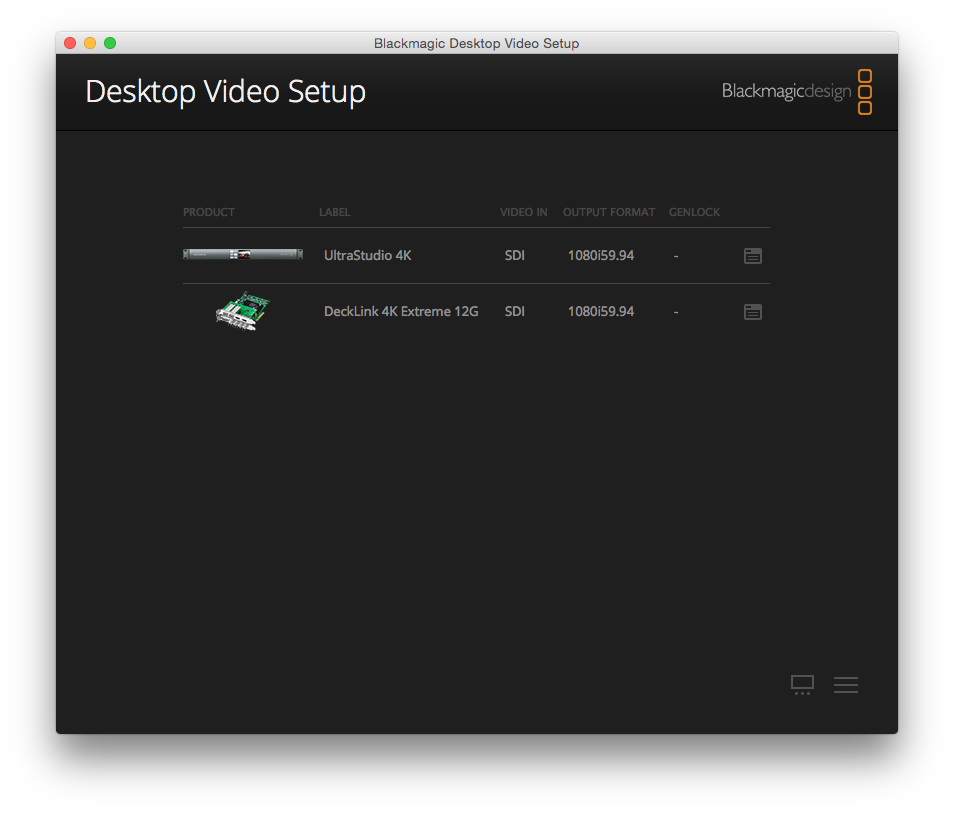 Blackmagic Desktop Video Setup
Desktop Video Setup
Blackmagicdesign
PRODUCT LABEL VIDEO IN OUTPUT FORMAT GENLOCK
UltraStudio 4K SDI 1080i59.94 -
DeckLink 4K Extreme 12G SDI 1080i59.94 -